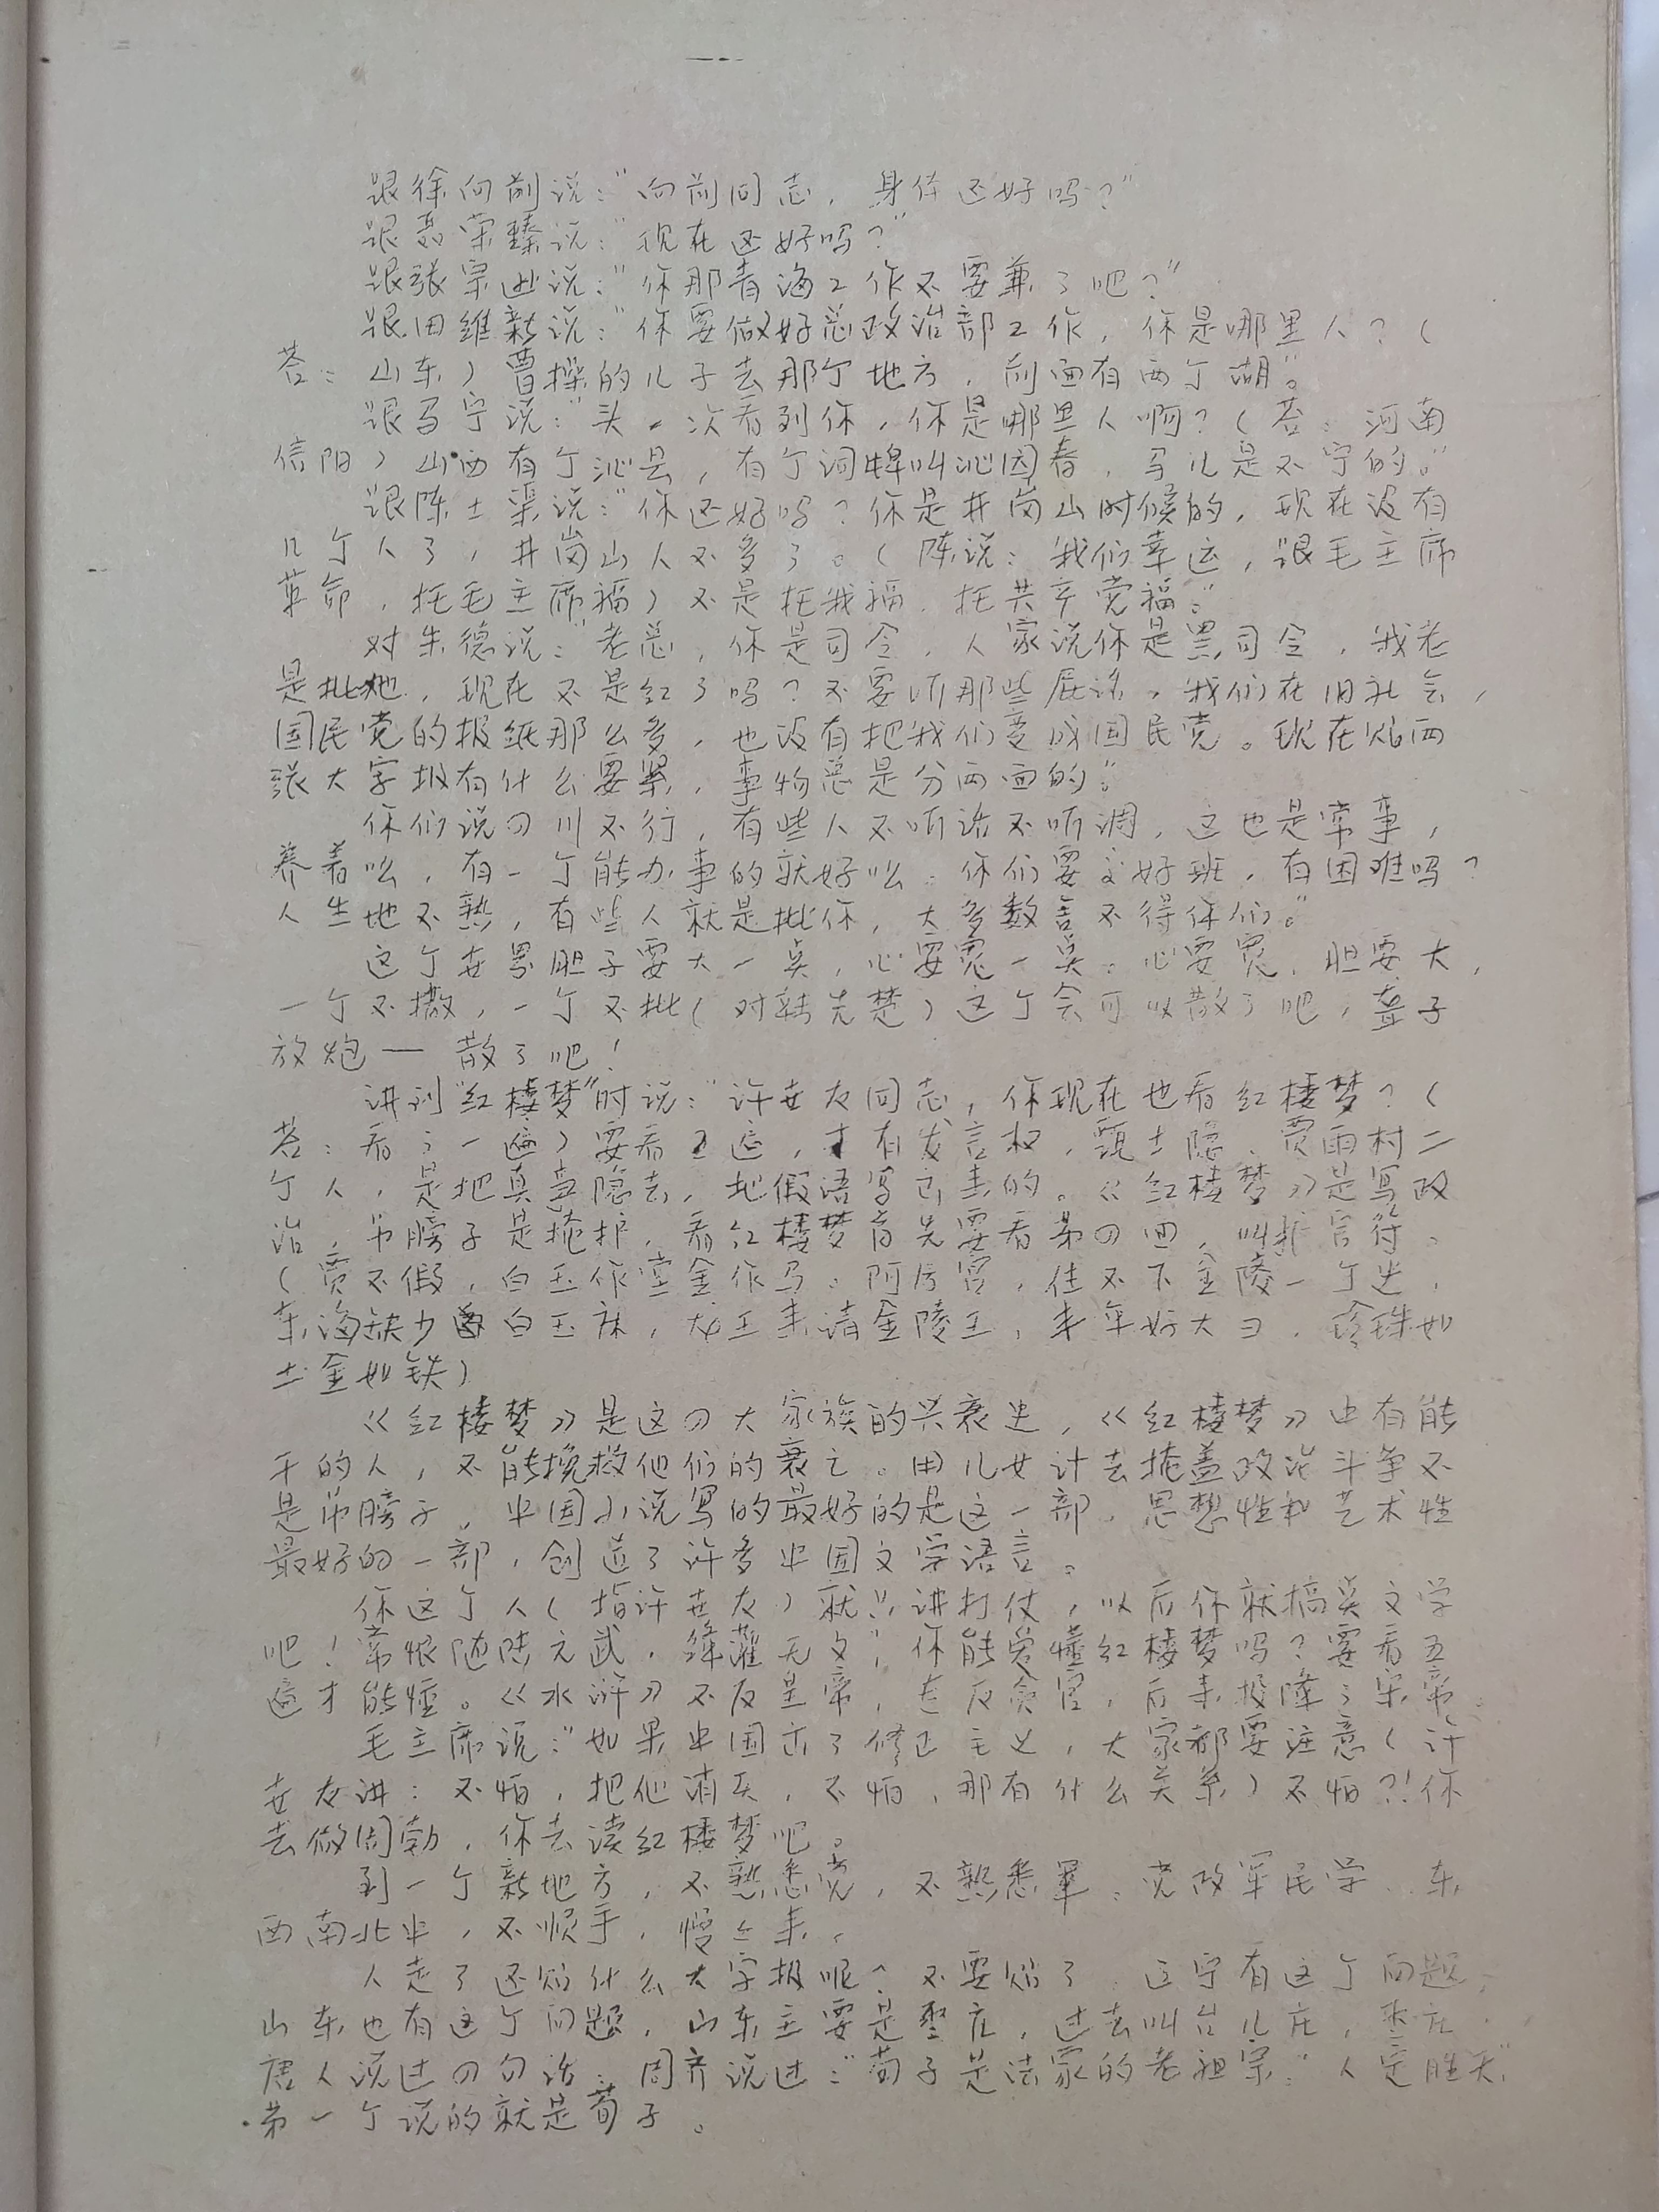 跟徐向前说:“向前同志，身体还好吗？”
跟聂荣臻说:“现在还好吗？”
跟张宗逊说:“你那青海工作不要兼了吧？”
跟田维新说:“你要做好总政治部工作，你是哪里人？（
答：山东）曹操的儿子去那个地方，前面有两个湖”。
跟马宁说:“头一次看到你，你是哪里人啊？（答：河南
信阳）山西有个沁县，有个词牌叫沁园春，马儿是不宁的。”
跟陈士渠说:“你还好吗？你是井岗山时候的，现在没有
几个人了，井岗山人不多了。（陈说：我们幸运，跟毛主席
革命，托毛主席福）不是托我福，托共产党福。”
对朱德说:“老总，你是司令，人家说你是黑司令，我老
是批他，现在不是红了吗？不要听那些屁话，我们在旧社会，
国民党的报纸那么多，也没有把我们变成国民党。现在贴两
张大字报有什么要紧，事物总是分两面的。”
你们说四川不行，有些人不听话不听调，这也是常事，
养着吆，有一个能办事的就好吆。你们要交好班，有困难吗？
人生地不熟，有些人就是批你，大多数害不得你们。”
这个世界胆子要大一点，心要宽一点。心要宽，胆要大，
一个不撒，一个不批（对韩先楚）这个会可以散了吧，聋子
放炮——散了吧！
讲到“红楼梦”时说:“许世友同志，你现在也看红楼梦？（
答：看了一遍）要看五遍，才有发言权，甄士隐、贾雨村二
个人，是把真事隐去，把假语写出来的。《红楼梦》是写政
治，吊膀子是掩护，看红楼梦首先要看第四回，叫护官符。
（贾不假，白玉作堂金作马。阿房宫，住不下金陵一个史，
东海缺少白玉床，龙王来请金陵王，丰年好大彐，珍珠如
土金如铁）
《红楼梦》是这四大家族的兴衰史，《红楼梦》中有能
干的人，不能挽救他们的衰亡。用儿女计去掩盖政治斗争不
是吊膀子，中国小说写的最好的是这一部，思想性和艺术性
最好的一部，创造了许多中国文学语言。
你这个人（指许世友）就只讲打仗，以后你就搞点文学
吧！常恨随陆无武，绛灌无文，你能看懂红楼梦吗？要看五
遍才能懂。《水浒》不反皇帝，专反贪官，后来投降了宋帝。
毛主席说:“如果中国出了修正主义，大家都要注意（许
世友讲：不怕，把他消灭，不怕，那有什么关系）不怕？！你
去做周勃，你去读红楼梦吧。
到一个新地方，不熟悉党，不熟悉军。党政军民学、东
西南北中，不顺手，慢々来，
人走了还贴什么大字报呢？不要贴了，辽宁有这个问题，
山东也有这个问题，山东主要是枣庄，过去叫台儿庄，枣庄，
唐人说过四句话。周齐说过:“荀子是法家的老祖宗。”人定胜天”
第一个说的就是荀子。